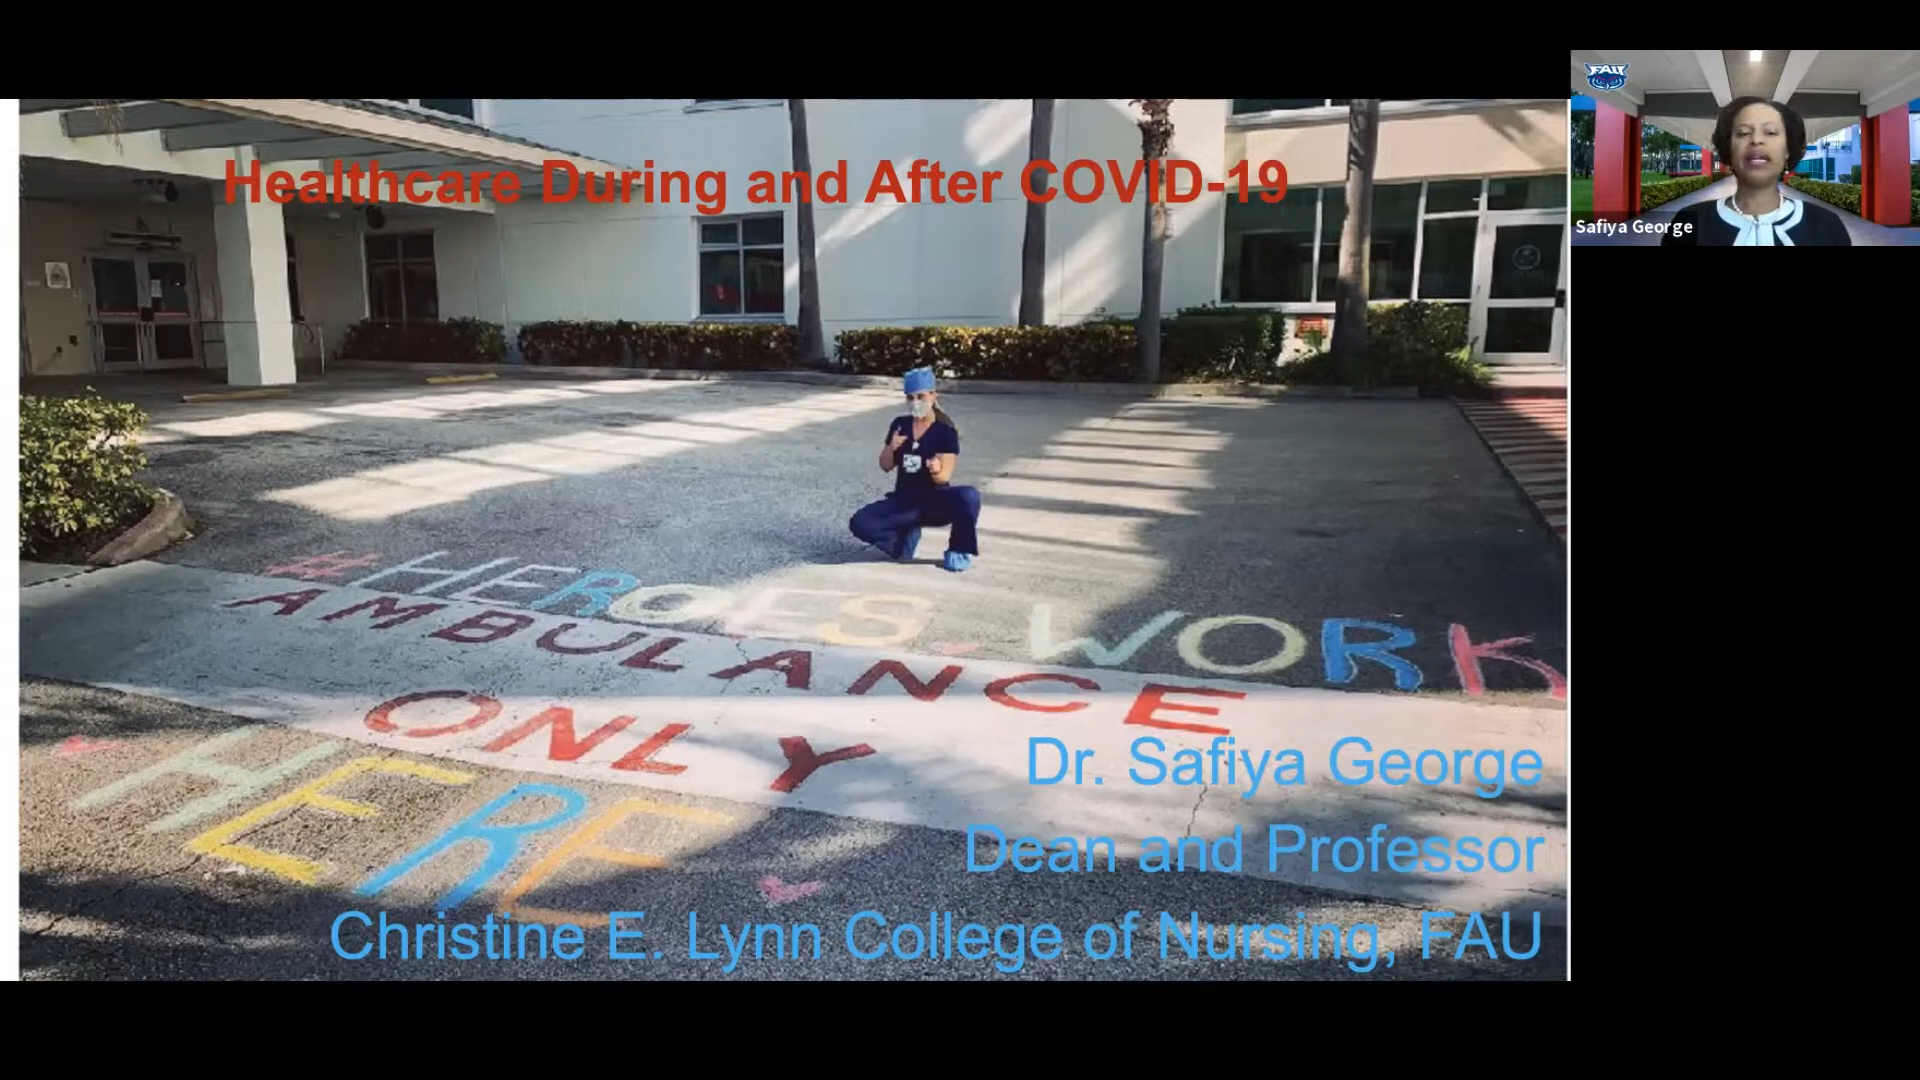 Healthcare During and After COVID-19
FAU
Safiya George
#HEROES WORK
AMBULANCE
ONLY
HERE
Dr. Safiya George
Dean and Professor
Christine E. Lynn College of Nursing, FAU